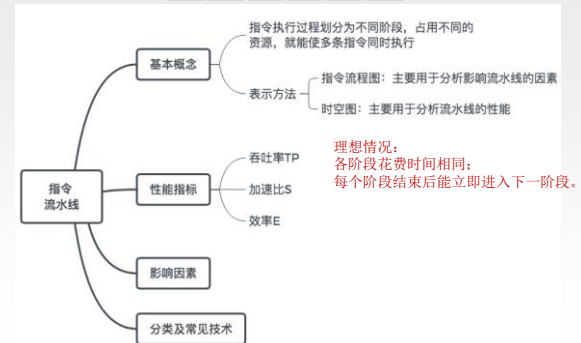 指令执行过程划分为不同阶段，占用不同的
资源，就能使多条指令同时执行
基本概念
指令流程图：主要用于分析影响流水线的因素
表示方法
时空图：主要用于分析流水线的性能
理想情况：
各阶段花费时间相同；
每个阶段结束后能立即进入下一阶段。
吞吐率TP
指令
流水线
性能指标
加速比S
效率E
影响因素
分类及常见技术